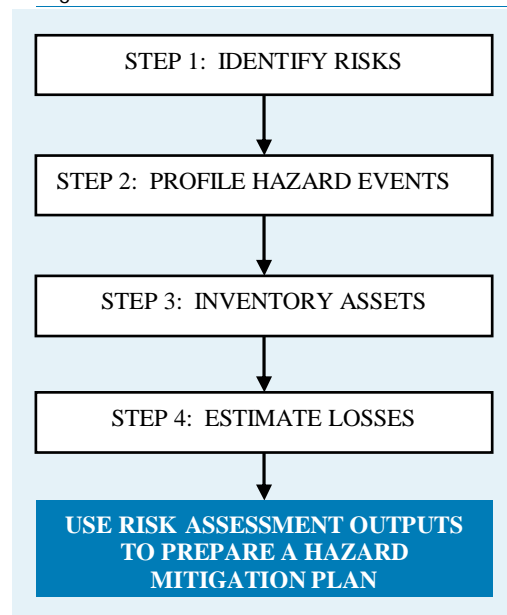 STEP 1: IDENTIFY RISKS
STEP 2: PROFILE HAZARD EVENTS
STEP 3: INVENTORY ASSETS
STEP 4: ESTIMATE LOSSES
USE RISK ASSESSMENT OUTPUTS
TO PREPARE A HAZARD
MITIGATION PLAN